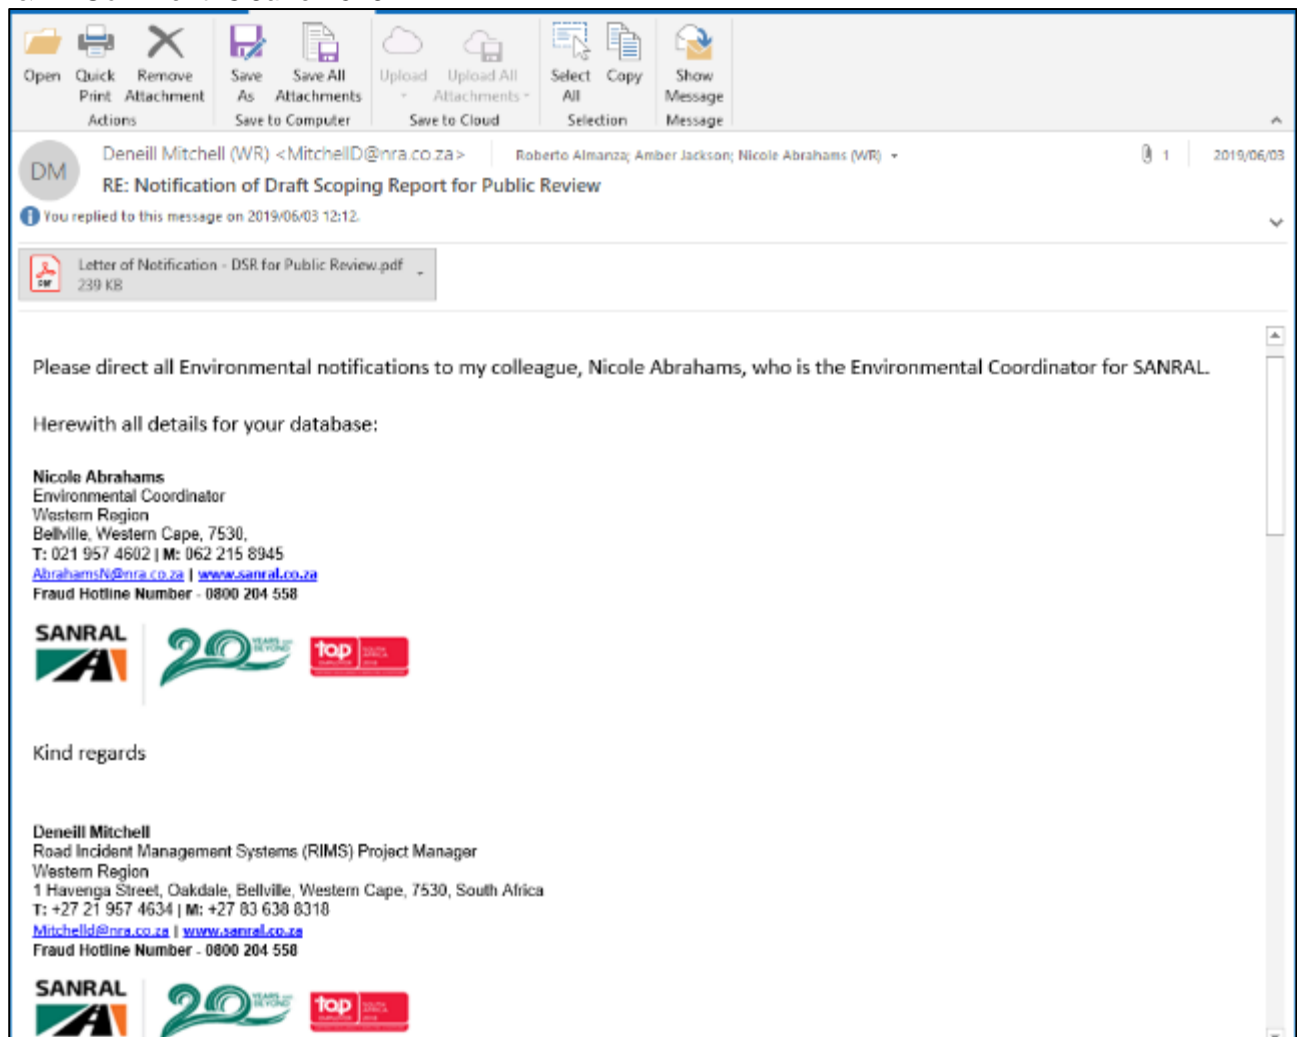 Open
Quick Print
Remove Attachment
Actions
Save As
Save All Attachments
Save to Computer
Upload
Upload All Attachments
Save to Cloud
Select All
Copy
Selection
Show Message
Message
DM
Deneill Mitchell (WR) <MitchellD@nra.co.za>
Roberto Almanza; Amber Jackson; Nicole Abrahams (WR)
1
2019/06/03
RE: Notification of Draft Scoping Report for Public Review
You replied to this message on 2019/06/03 12:12.
Letter of Notification - DSR for Public Review.pdf
239 KB
Please direct all Environmental notifications to my colleague, Nicole Abrahams, who is the Environmental Coordinator for SANRAL.
Herewith all details for your database:
Nicole Abrahams
Environmental Coordinator
Western Region
Bellville, Western Cape, 7530,
T: 021 957 4602 | M: 062 215 8945
AbrahamsN@nra.co.za | www.sanral.co.za
Fraud Hotline Number - 0800 204 558
SANRAL
20 YEARS AND BEYOND
top
Kind regards
Deneill Mitchell
Road Incident Management Systems (RIMS) Project Manager
Western Region
1 Havenga Street, Oakdale, Bellville, Western Cape, 7530, South Africa
T: +27 21 957 4634 | M: +27 83 638 8318
Mitchelld@nra.co.za | www.sanral.co.za
Fraud Hotline Number - 0800 204 558
SANRAL
20 YEARS AND BEYOND
top